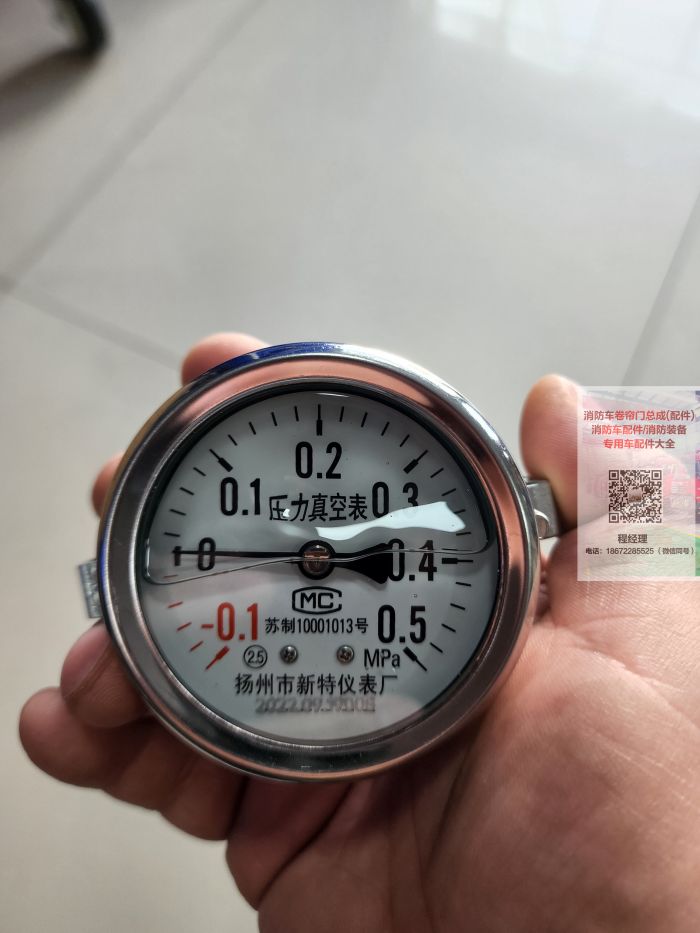 0.2
0.1 压力真空表 0.3
0 0.4
MC
-0.1 苏制10001013号 0.5
2.5 MPa
扬州市新特仪表厂
消防车卷帘门总成(配件)
消防车配件/消防装备
专用车配件大全
程经理
电话：18672285525（微信同号）